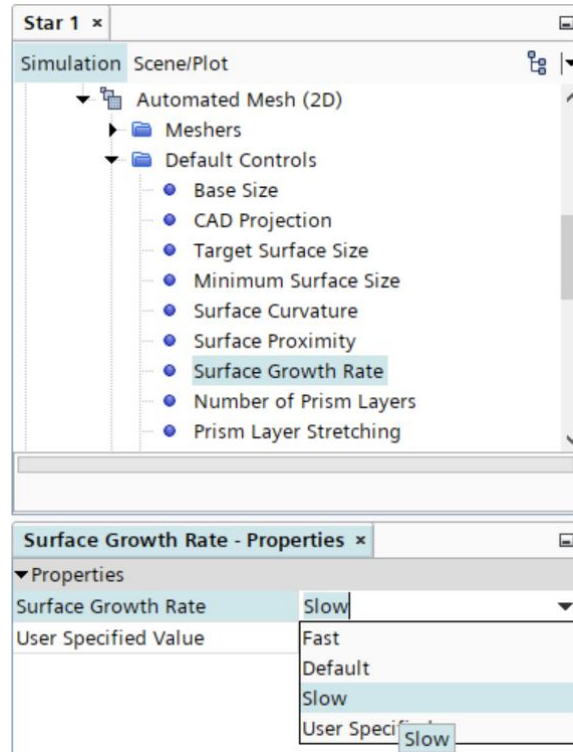 Star 1 ×
Simulation Scene/Plot
Automated Mesh (2D)
Meshers
Default Controls
Base Size
CAD Projection
Target Surface Size
Minimum Surface Size
Surface Curvature
Surface Proximity
Surface Growth Rate
Number of Prism Layers
Prism Layer Stretching
Surface Growth Rate - Properties ×
Properties
Surface Growth Rate Slow
User Specified Value
Fast
Default
Slow
User
Slow